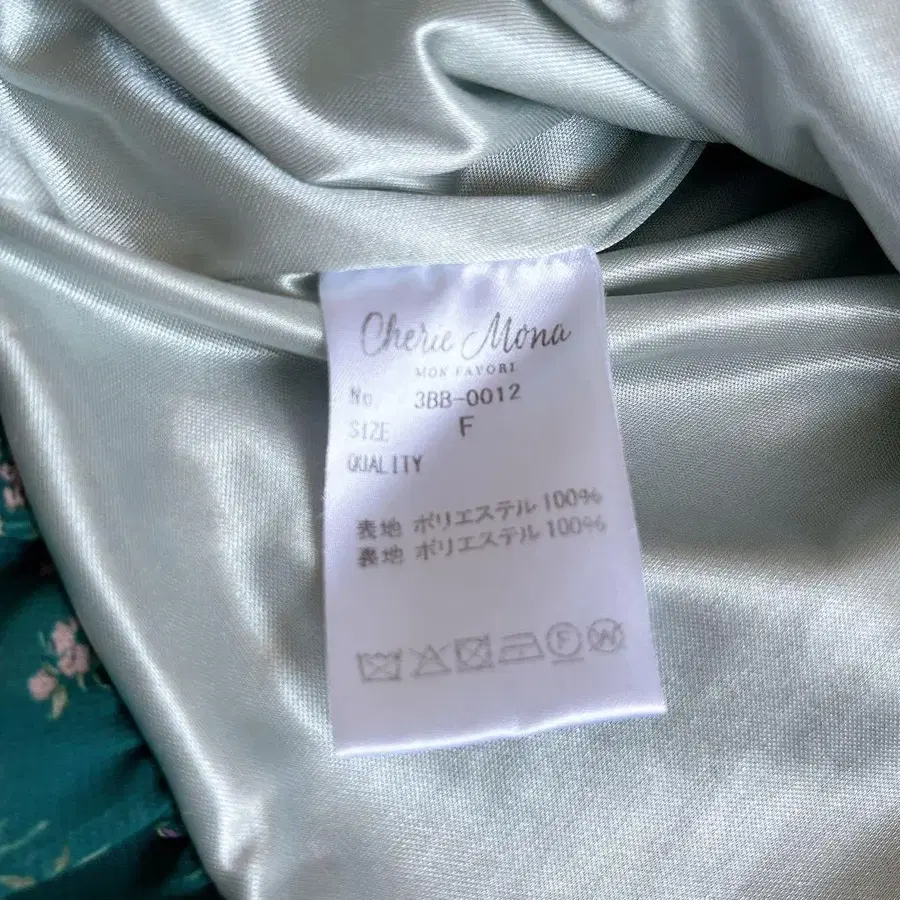 Cherie Mona
MON FAVORI
No. 3BB-0012
SIZE F
QUALITY
表地 ポリエステル 100%
裏地 ポリエステル 100%
F W